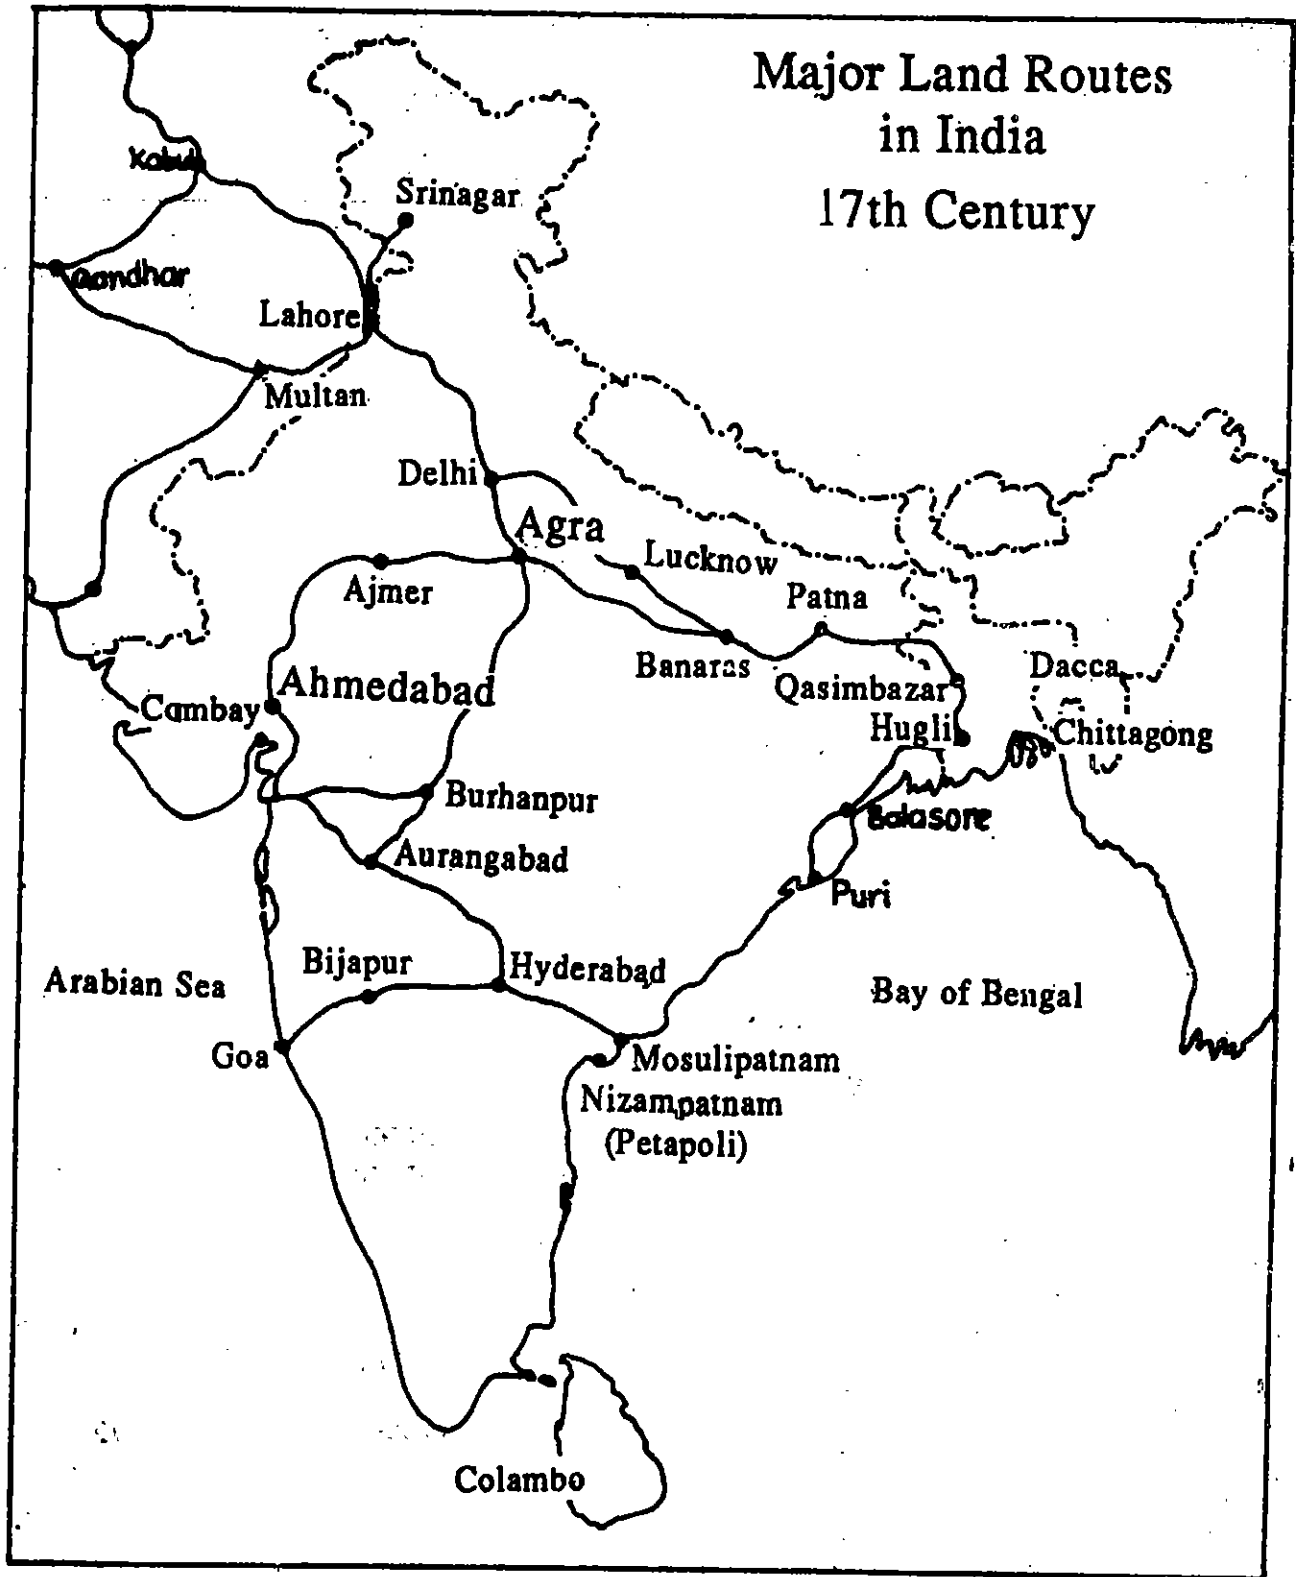 Major Land Routes
in India
17th Century
Kabul
Srinagar
Qandhar
Lahore
Multan
Delhi
Agra
Lucknow
Ajmer
Patna
Banaras
Dacca
Ahmedabad
Qasimbazar
Cambay
Hugli
Chittagong
Burhanpur
Balasore
Aurangabad
Puri
Bijapur
Hyderabad
Arabian Sea
Bay of Bengal
Goa
Mosulipatnam
Nizampatnam
(Petapoli)
Colambo